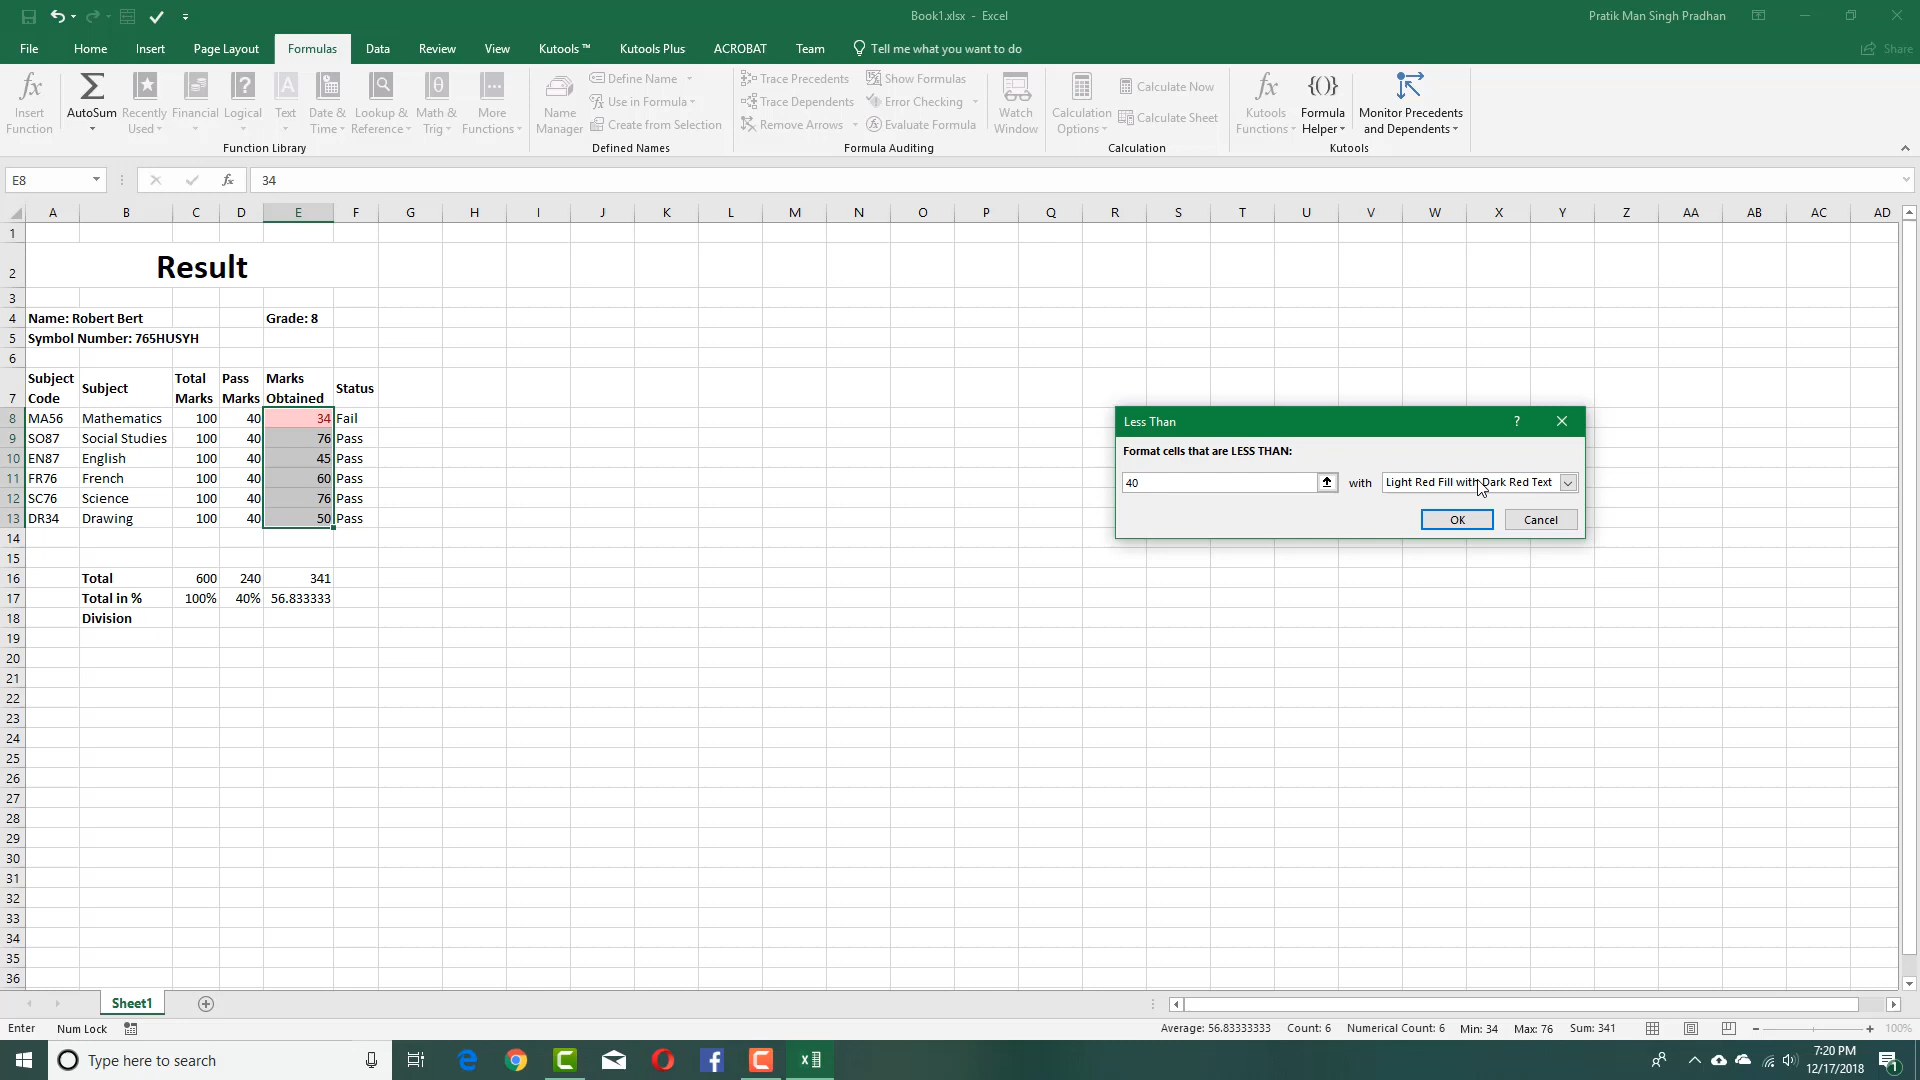 Book1.xlsx - Excel
Pratik Man Singh Pradhan
File Home Insert Page Layout Formulas Data Review View Kutools ™ Kutools Plus ACROBAT Team Tell me what you want to do Share
Insert Function
AutoSum
Recently Used
Financial
Logical
Text
Date & Time
Lookup & Reference
Math & Trig
More Functions
Function Library
Name Manager
Define Name
Use in Formula
Create from Selection
Defined Names
Trace Precedents
Trace Dependents
Remove Arrows
Show Formulas
Error Checking
Evaluate Formula
Formula Auditing
Watch Window
Calculation Options
Calculate Now
Calculate Sheet
Calculation
Kutools Functions
Formula Helper
Monitor Precedents and Dependents
Kutools
E8 fx 34
A B C D E F G H I J K L M N O P Q R S T U V W X Y Z AA AB AC AD
1
2 Result
3
4 Name: Robert Bert Grade: 8
5 Symbol Number: 765HUSYH
6
7 Subject Code Subject Total Marks Pass Marks Marks Obtained Status
8 MA56 Mathematics 100 40 34 Fail
9 SO87 Social Studies 100 40 76 Pass
10 EN87 English 100 40 45 Pass
11 FR76 French 100 40 60 Pass
12 SC76 Science 100 40 76 Pass
13 DR34 Drawing 100 40 50 Pass
14
15
16 Total 600 240 341
17 Total in % 100% 40% 56.833333
18 Division
19
20
21
22
23
24
25
26
27
28
29
30
31
32
33
34
35
36
Less Than ?
Format cells that are LESS THAN:
40 with Light Red Fill with Dark Red Text
OK Cancel
Sheet1
Enter Num Lock Average: 56.83333333 Count: 6 Numerical Count: 6 Min: 34 Max: 76 Sum: 341 100%
Type here to search
7:20 PM
12/17/2018
1